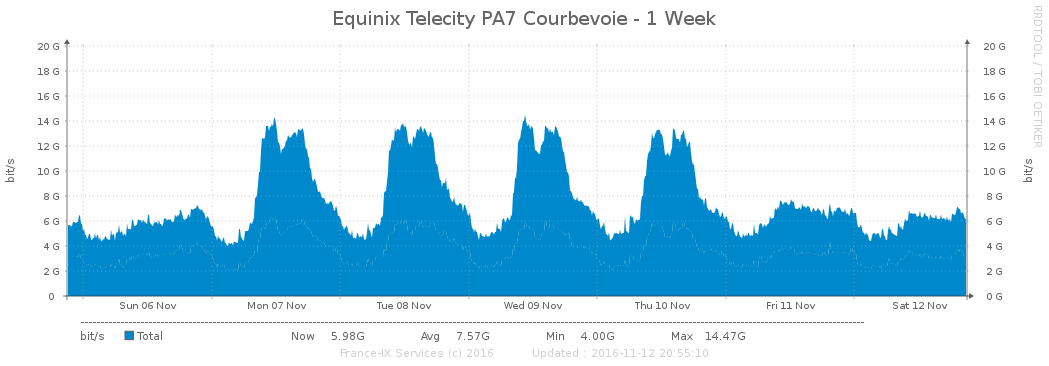 Equinix Telecity PA7 Courbevoie - 1 Week
RRDTOOL / TOBI OETIKER
bit/s
20 G
18 G
16 G
14 G
12 G
10 G
8 G
6 G
4 G
2 G
0
20 G
18 G
16 G
14 G
12 G
10 G
8 G
6 G
4 G
2 G
0 G
bit/s
Sun 06 Nov Mon 07 Nov Tue 08 Nov Wed 09 Nov Thu 10 Nov Fri 11 Nov Sat 12 Nov
bit/s Total Now 5.98G Avg 7.57G Min 4.00G Max 14.47G
France-IX Services (c) 2016 Updated : 2016-11-12 20:55:10